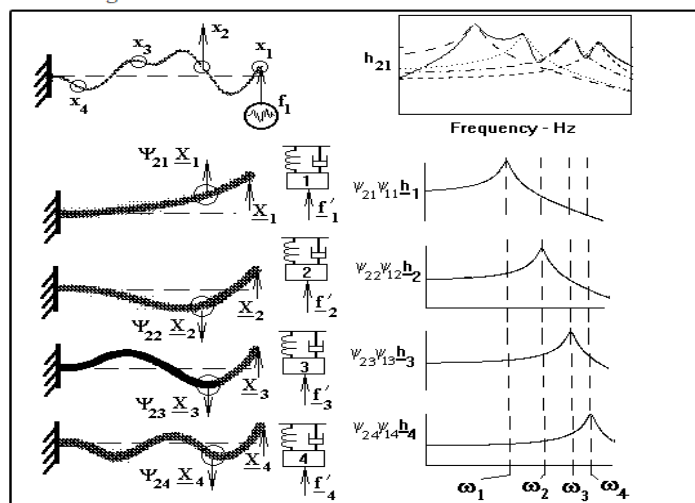 x₂
x₃
x₁
x₄
f₁
h₂₁
Frequency - Hz
Ψ₂₁ X₁
X₁
1
f′₁
Ψ₂₁Ψ₁₁h₁
Ψ₂₂ X₂
X₂
2
f′₂
Ψ₂₂Ψ₁₂h₂
Ψ₂₃ X₃
X₃
3
f′₃
Ψ₂₃Ψ₁₃h₃
Ψ₂₄ X₄
X₄
4
f′₄
Ψ₂₄Ψ₁₄h₄
ω₁ ω₂ ω₃ ω₄